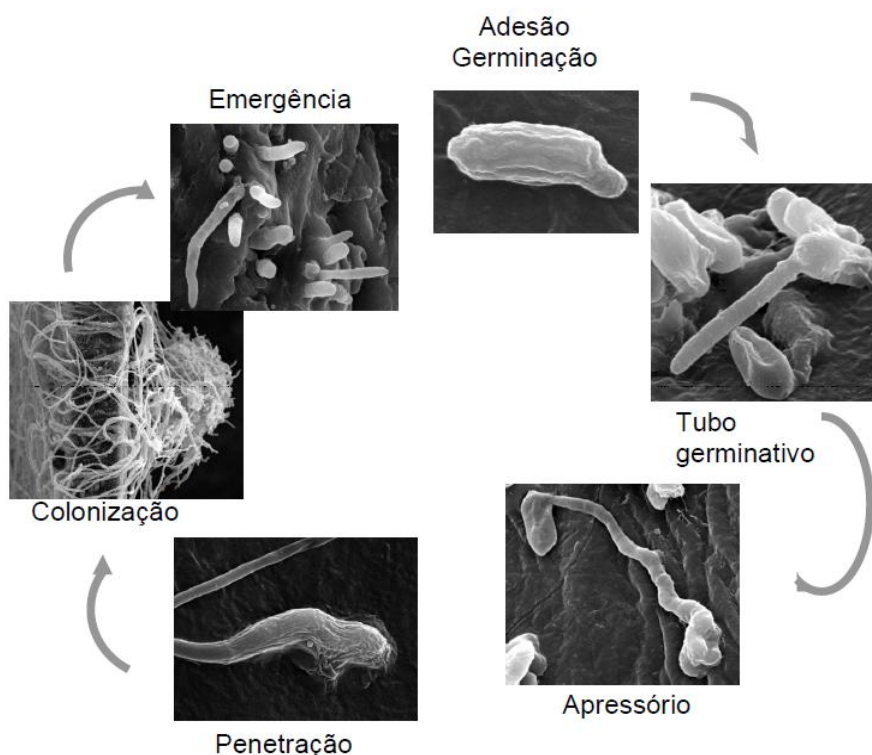 Adesão
Germinação
Emergência
Tubo
germinativo
Colonização
Apressório
Penetração